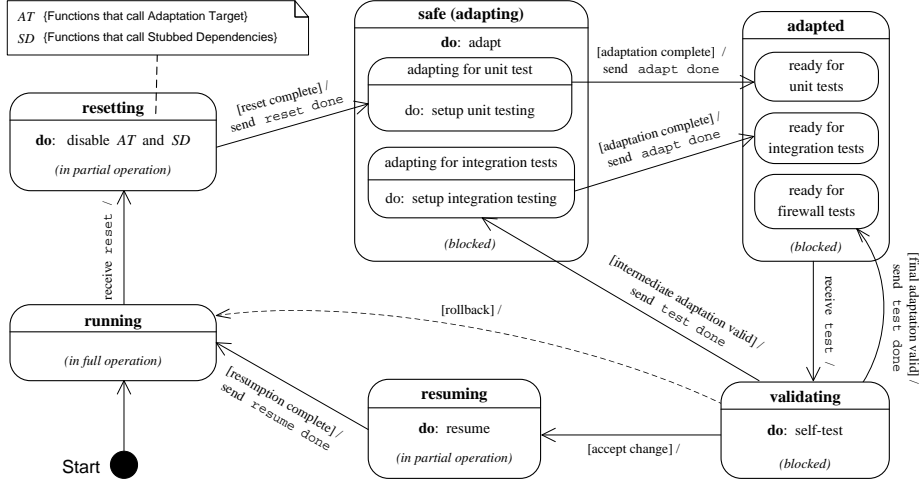 AT {Functions that call Adaptation Target}
SD {Functions that call Stubbed Dependencies}
resetting
do: disable AT and SD
(in partial operation)
[reset complete] /
send reset done
safe (adapting)
do: adapt
adapting for unit test
do: setup unit testing
adapting for integration tests
do: setup integration testing
(blocked)
[adaptation complete] /
send adapt done
[adaptation complete] /
send adapt done
adapted
ready for
unit tests
ready for
integration tests
ready for
firewall tests
(blocked)
receive reset /
running
(in full operation)
Start
[rollback] /
[intermediate adaptation valid] /
send test done
receive test /
[final adaptation valid] /
send test done
[resumption complete] /
send resume done
resuming
do: resume
(in partial operation)
[accept change] /
validating
do: self-test
(blocked)